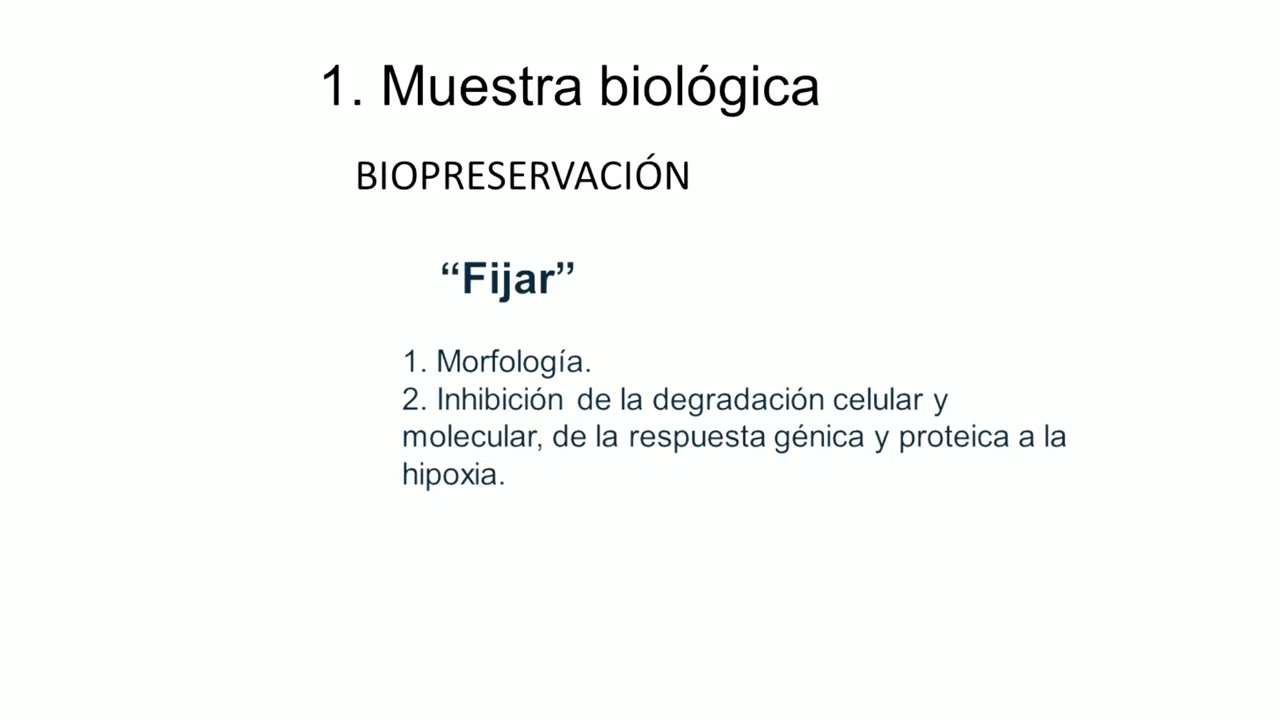 1. Muestra biológica
BIOPRESERVACIÓN
“Fijar”
1. Morfología.
2. Inhibición de la degradación celular y
molecular, de la respuesta génica y proteica a la
hipoxia.